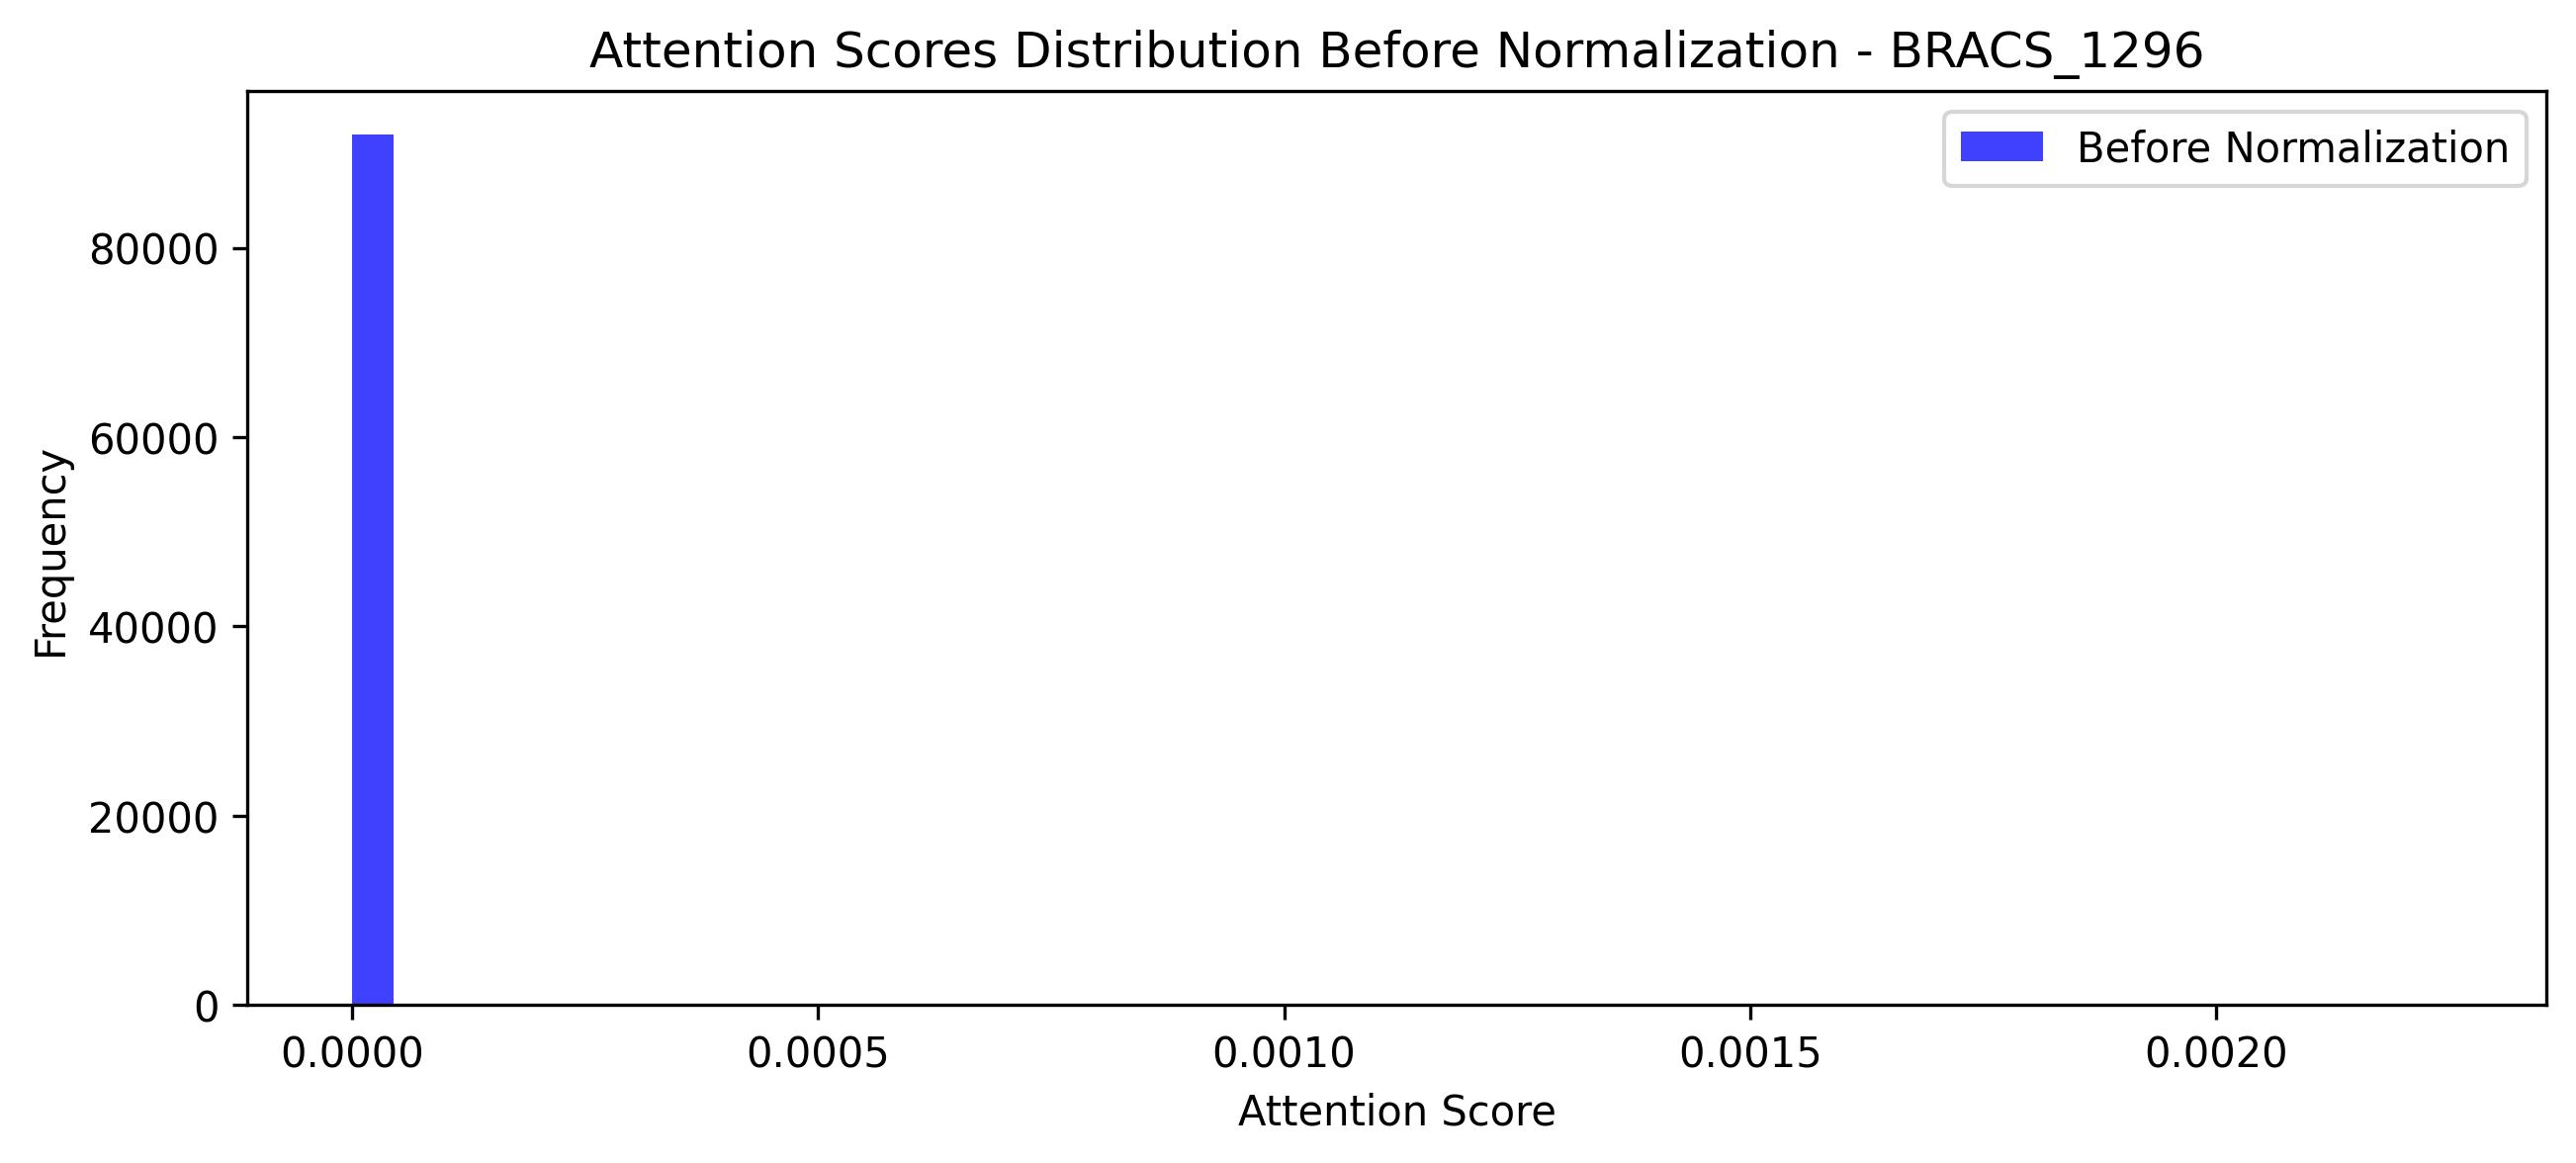 Attention Scores Distribution Before Normalization - BRACS_1296
Before Normalization
80000
60000
40000
20000
0
Frequency
0.0000 0.0005 0.0010 0.0015 0.0020
Attention Score